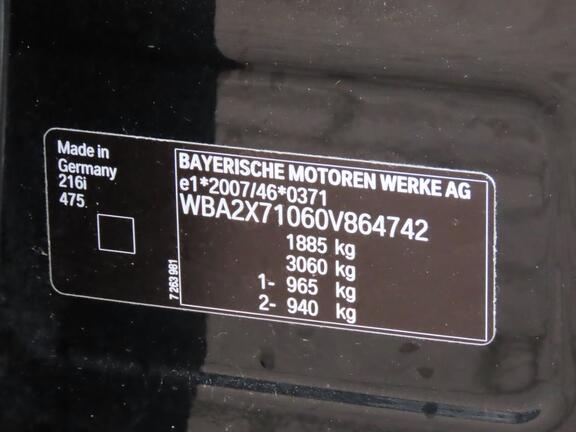 Made in
Germany
216i
475
7 263 981
BAYERISCHE MOTOREN WERKE AG
e1*2007/46*0371
WBA2X71060V864742
1885 kg
3060 kg
1- 965 kg
2- 940 kg